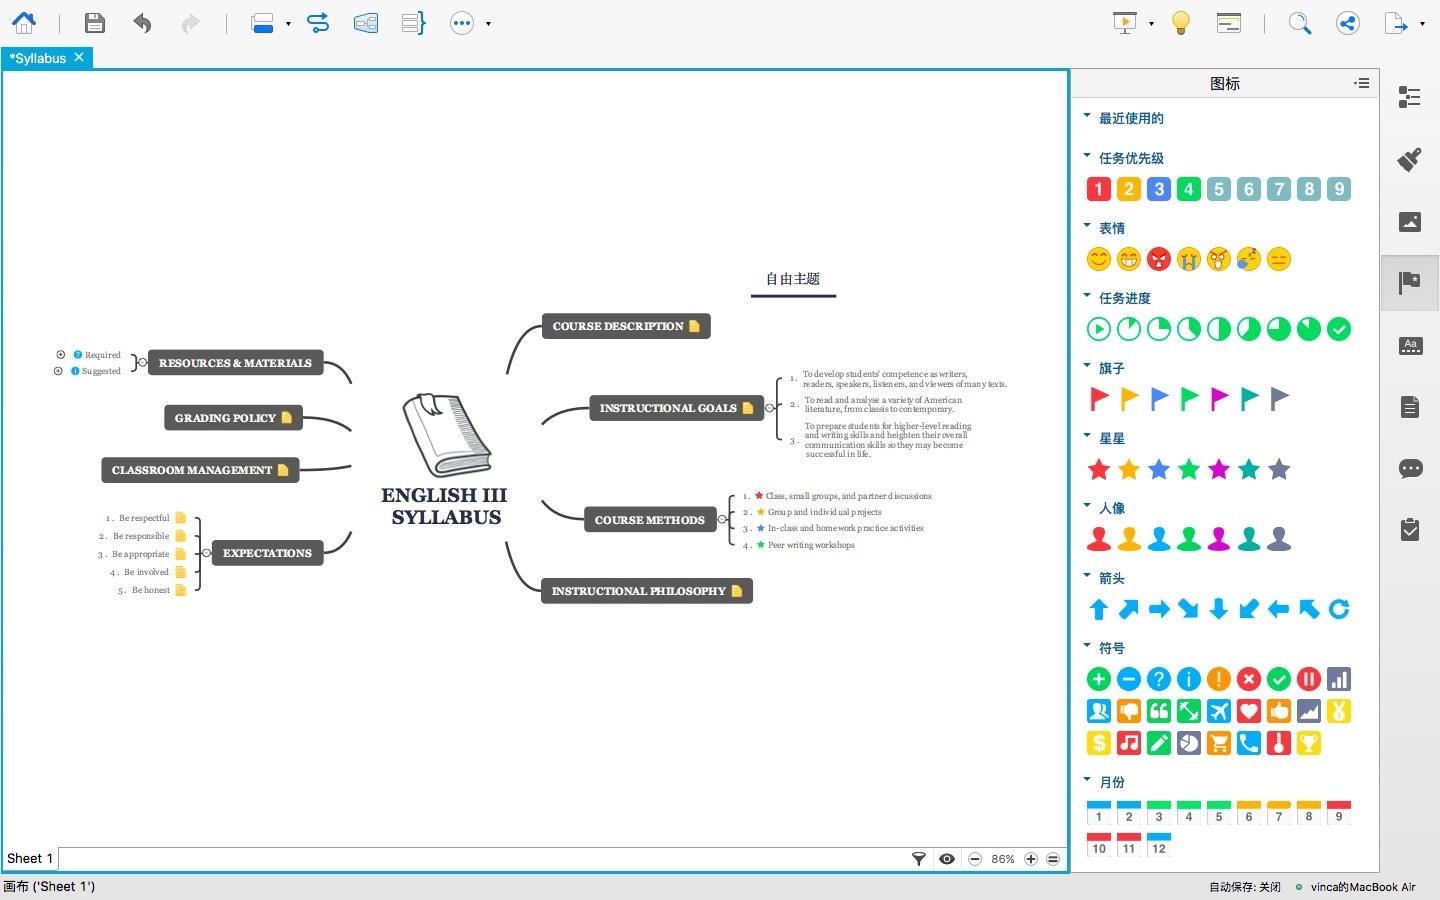 *Syllabus
图标
最近使用的
任务优先级
1 2 3 4 5 6 7 8 9
表情
任务进度
旗子
星星
人像
箭头
符号
月份
1 2 3 4 5 6 7 8 9
10 11 12
Aa
自由主题
ENGLISH III
SYLLABUS
COURSE DESCRIPTION
INSTRUCTIONAL GOALS
1. To develop students' competence as writers,
readers, speakers, listeners, and viewers of many texts.
2. To read and analyse a variety of American
literature, from classis to contemporary.
3. To prepare students for higher-level reading
and writing skills and heighten their overall
communication skills so they may become
successful in life.
COURSE METHODS
1. Class, small groups, and partner discussions
2. Group and individual projects
3. In-class and homework practice activities
4. Peer writing workshops
INSTRUCTIONAL PHILOSOPHY
RESOURCES & MATERIALS
Required
Suggested
GRADING POLICY
CLASSROOM MANAGEMENT
EXPECTATIONS
1. Be respectful
2. Be responsible
3. Be appropriate
4. Be involved
5. Be honest
Sheet 1
86%
画布 ('Sheet 1')
自动保存: 关闭
vinca的MacBook Air